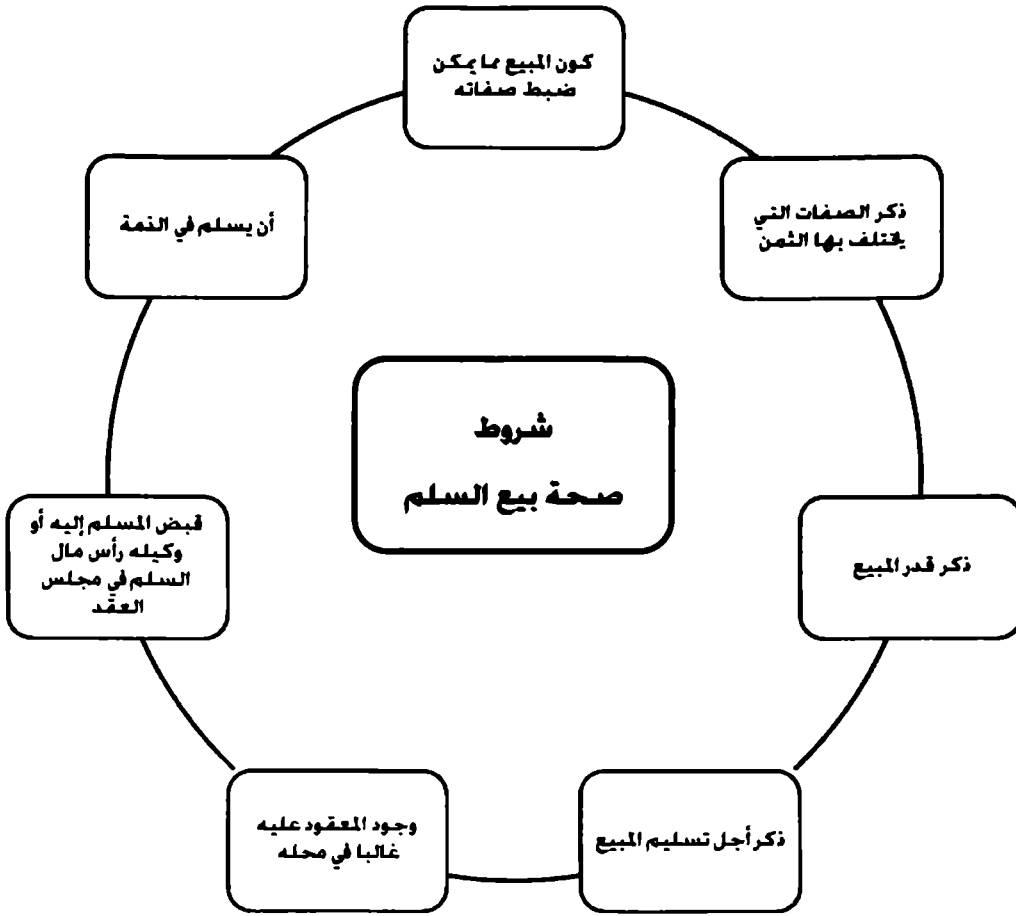 كون المبيع مما يمكن
ضبط صفاته
ذكر الصفات التي
يختلف بها الثمن
ذكر قدر المبيع
ذكر أجل تسليم المبيع
وجود المعقود عليه
غالبا في محله
قبض المسلم إليه أو
وكيله رأس مال
السلم في مجلس
العقد
أن يسلم في الذمة
شروط
صحة بيع السلم